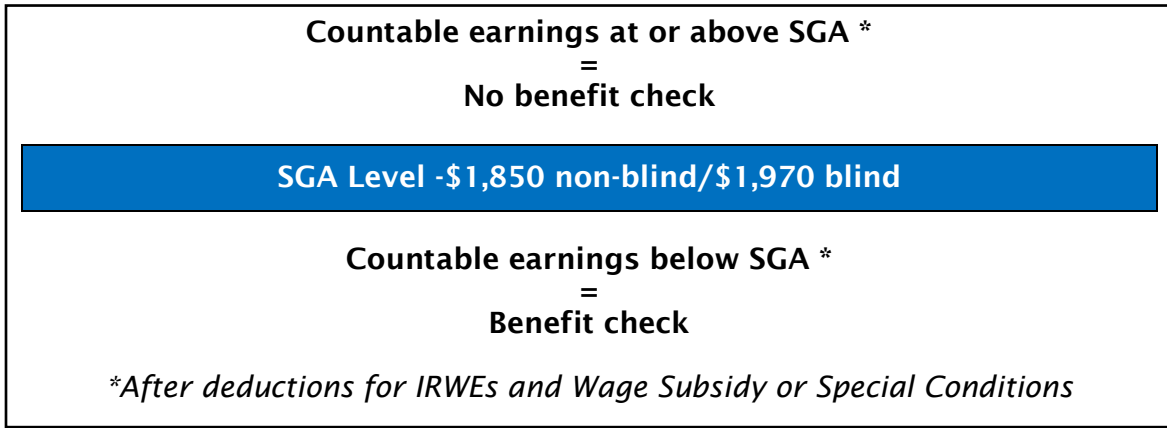 Countable earnings at or above SGA *
=
No benefit check
SGA Level -$1,850 non-blind/$1,970 blind
Countable earnings below SGA *
=
Benefit check
*After deductions for IRWEs and Wage Subsidy or Special Conditions